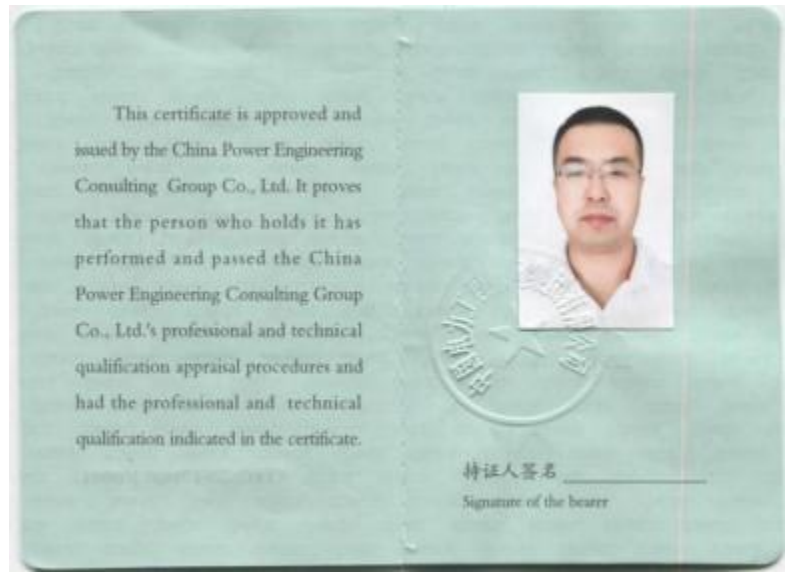 This certificate is approved and
issued by the China Power Engineering
Consulting Group Co., Ltd. It proves
that the person who holds it has
performed and passed the China
Power Engineering Consulting Group
Co., Ltd.'s professional and technical
qualification appraisal procedures and
had the professional and technical
qualification indicated in the certificate.
持证人签名
Signature of the bearer